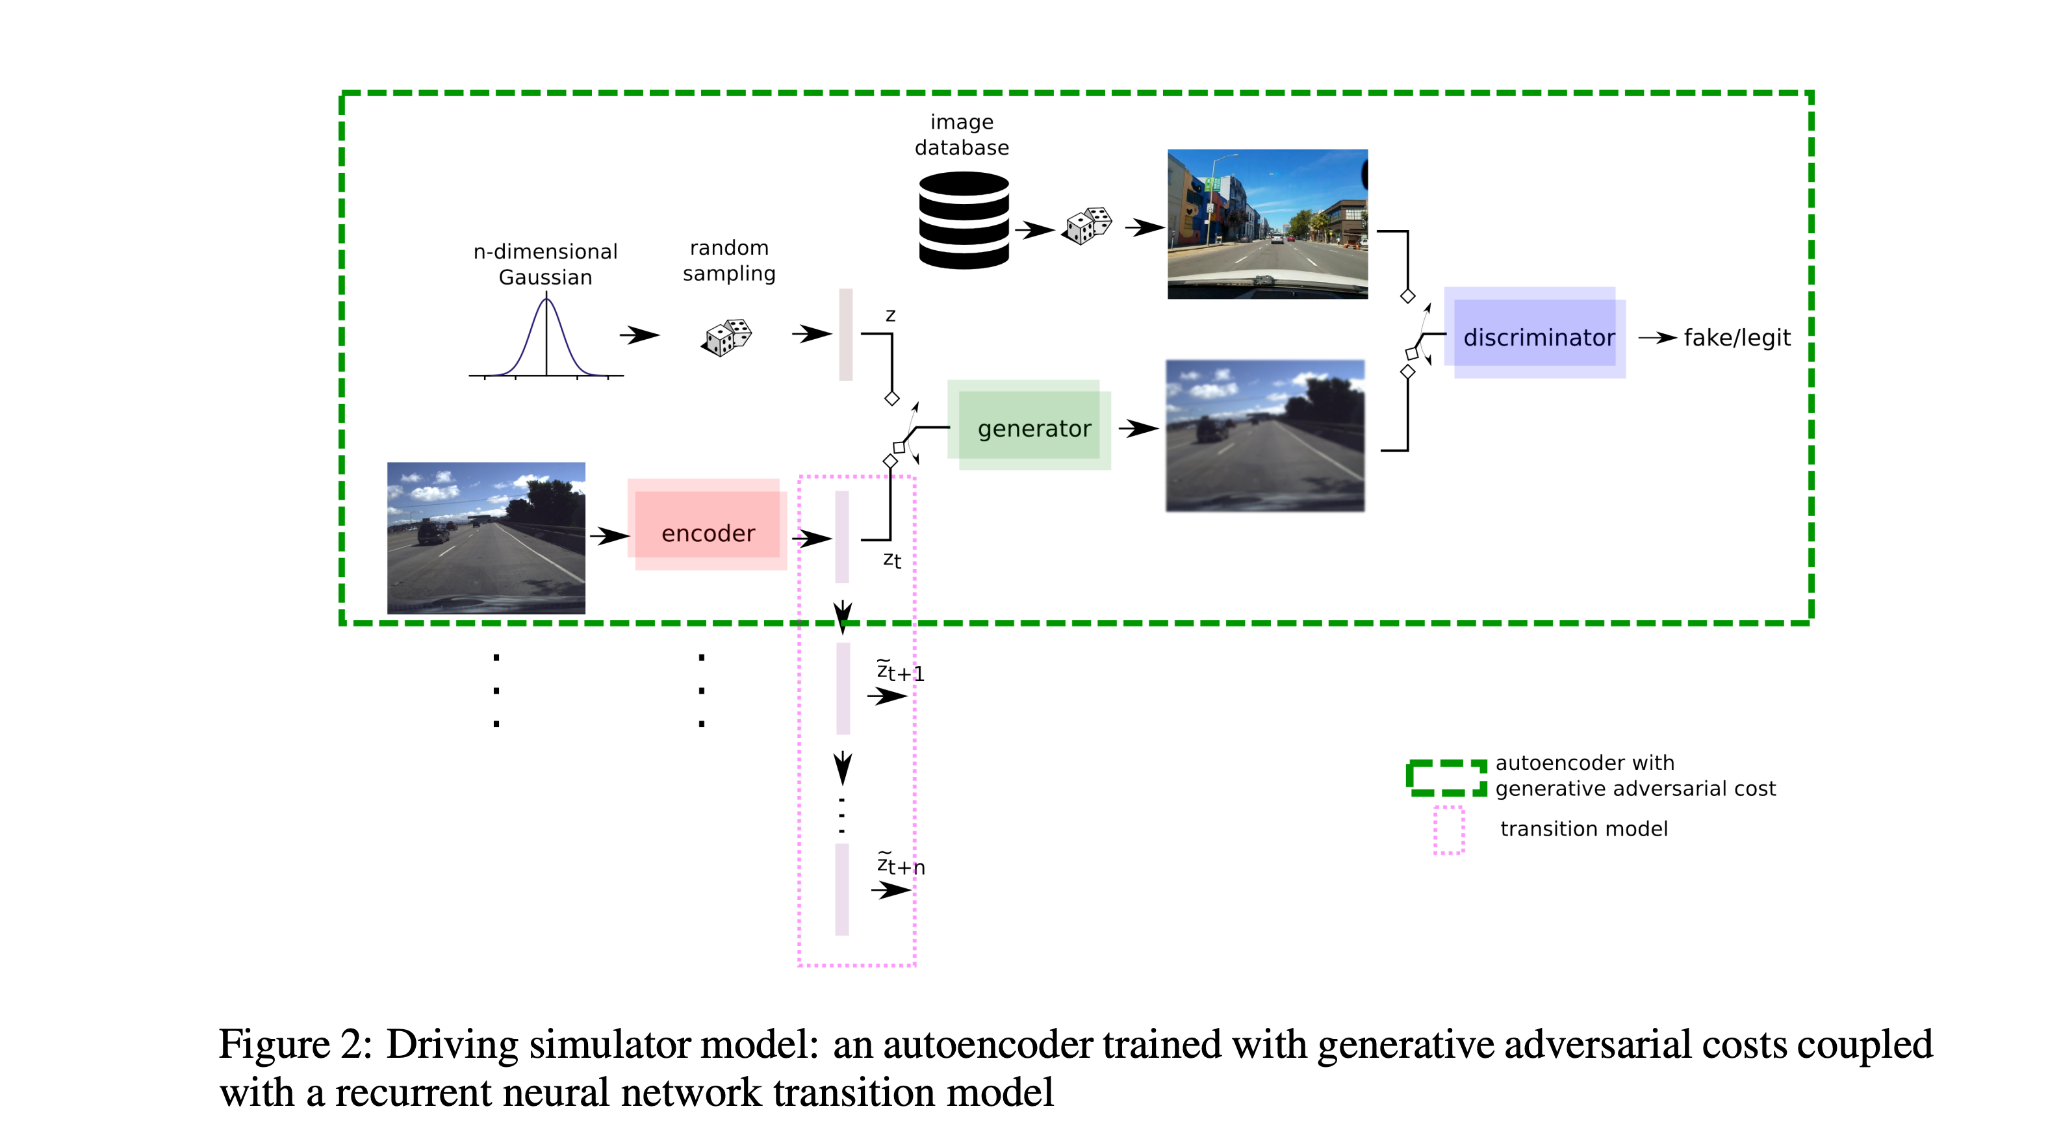 image
database
n-dimensional
Gaussian
random
sampling
z
discriminator
fake/legit
generator
encoder
zt
z̃t+1
autoencoder with
generative adversarial cost
transition model
z̃t+n
Figure 2: Driving simulator model: an autoencoder trained with generative adversarial costs coupled
with a recurrent neural network transition model